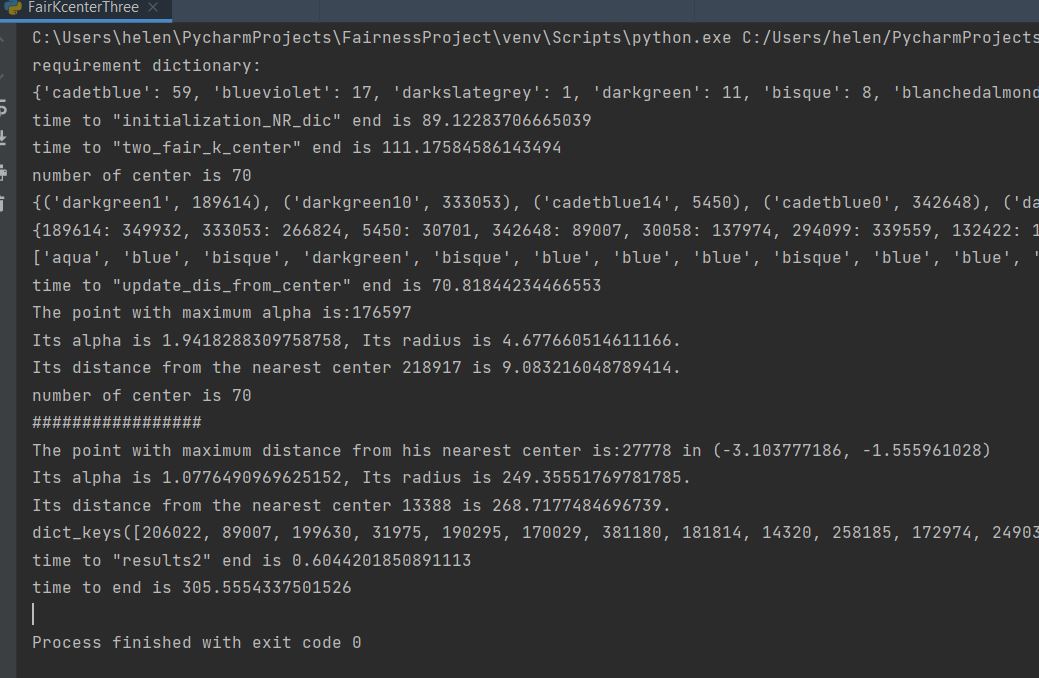 FairKcenterThree
C:\Users\helen\PycharmProjects\FairnessProject\venv\Scripts\python.exe C:/Users/helen/PycharmProjects
requirement dictionary:
{'cadetblue': 59, 'blueviolet': 17, 'darkslategrey': 1, 'darkgreen': 11, 'bisque': 8, 'blanchedalmond
time to "initialization_NR_dic" end is 89.12283706665039
time to "two_fair_k_center" end is 111.17584586143494
number of center is 70
{('darkgreen1', 189614), ('darkgreen10', 333053), ('cadetblue14', 5450), ('cadetblue0', 342648), ('da
{189614: 349932, 333053: 266824, 5450: 30701, 342648: 89007, 30058: 137974, 294099: 339559, 132422: 1
['aqua', 'blue', 'bisque', 'darkgreen', 'bisque', 'blue', 'blue', 'blue', 'bisque', 'blue', 'blue', '
time to "update_dis_from_center" end is 70.81844234466553
The point with maximum alpha is:176597
Its alpha is 1.9418288309758758, Its radius is 4.677660514611166.
Its distance from the nearest center 218917 is 9.083216048789414.
number of center is 70
#################
The point with maximum distance from his nearest center is:27778 in (-3.103777186, -1.555961028)
Its alpha is 1.0776490969625152, Its radius is 249.35551769781785.
Its distance from the nearest center 13388 is 268.7177484696739.
dict_keys([206022, 89007, 199630, 31975, 190295, 170029, 381180, 181814, 14320, 258185, 172974, 24903
time to "results2" end is 0.6044201850891113
time to end is 305.5554337501526
Process finished with exit code 0